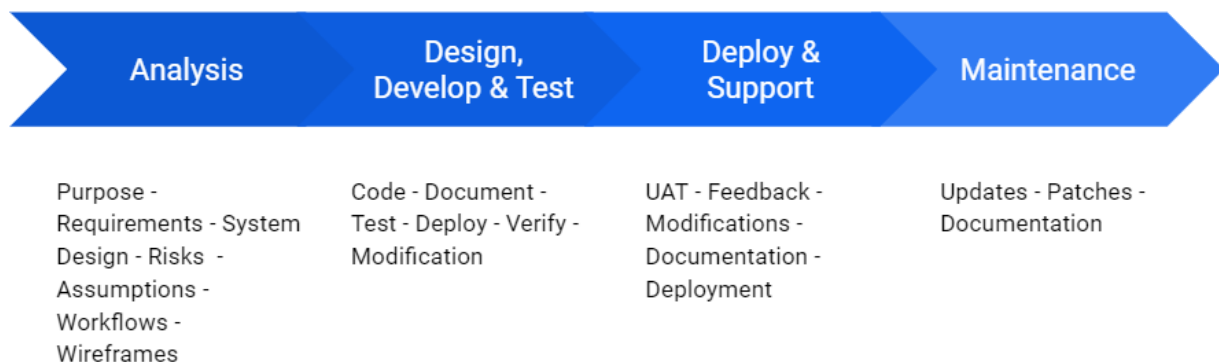 Analysis
Design,
Develop & Test
Deploy &
Support
Maintenance
Purpose -
Requirements - System
Design - Risks  -
Assumptions -
Workflows -
Wireframes
Code - Document -
Test - Deploy - Verify -
Modification
UAT - Feedback -
Modifications -
Documentation -
Deployment
Updates - Patches -
Documentation